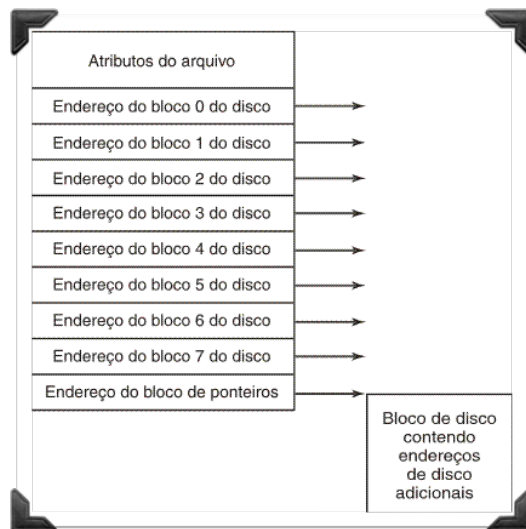 Atributos do arquivo
Endereço do bloco 0 do disco
Endereço do bloco 1 do disco
Endereço do bloco 2 do disco
Endereço do bloco 3 do disco
Endereço do bloco 4 do disco
Endereço do bloco 5 do disco
Endereço do bloco 6 do disco
Endereço do bloco 7 do disco
Endereço do bloco de ponteiros
Bloco de disco
contendo
endereços
de disco
adicionais